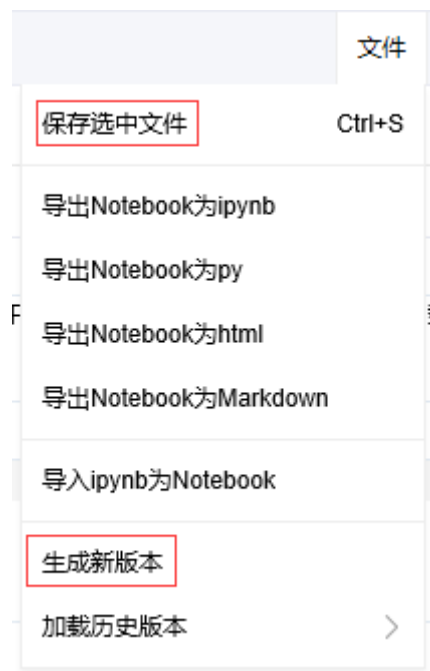 文件
保存选中文件 Ctrl+S
导出Notebook为ipynb
导出Notebook为py
导出Notebook为html
导出Notebook为Markdown
导入ipynb为Notebook
生成新版本
加载历史版本